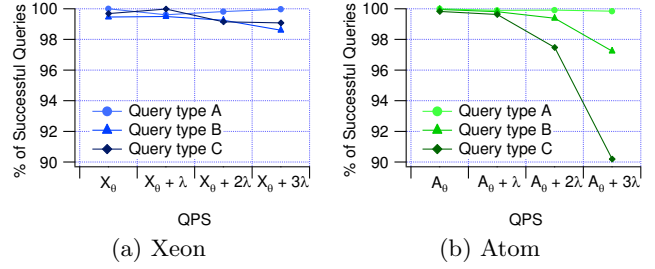 % of Successful Queries
100
98
96
94
92
90
Query type A
Query type B
Query type C
Xθ
Xθ + λ
Xθ + 2λ
Xθ + 3λ
QPS
(a) Xeon
% of Successful Queries
100
98
96
94
92
90
Query type A
Query type B
Query type C
Aθ
Aθ + λ
Aθ + 2λ
Aθ + 3λ
QPS
(b) Atom